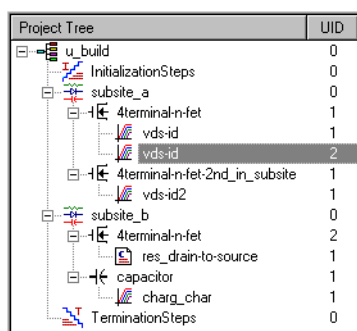 Project Tree UID
u_build 0
InitializationSteps 0
subsite_a 0
4terminal-n-fet 1
vds-id 1
vds-id 2
4terminal-n-fet-2nd_in_subsite 1
vds-id2 1
subsite_b 0
4terminal-n-fet 2
res_drain-to-source 1
capacitor 1
charg_char 1
TerminationSteps 0